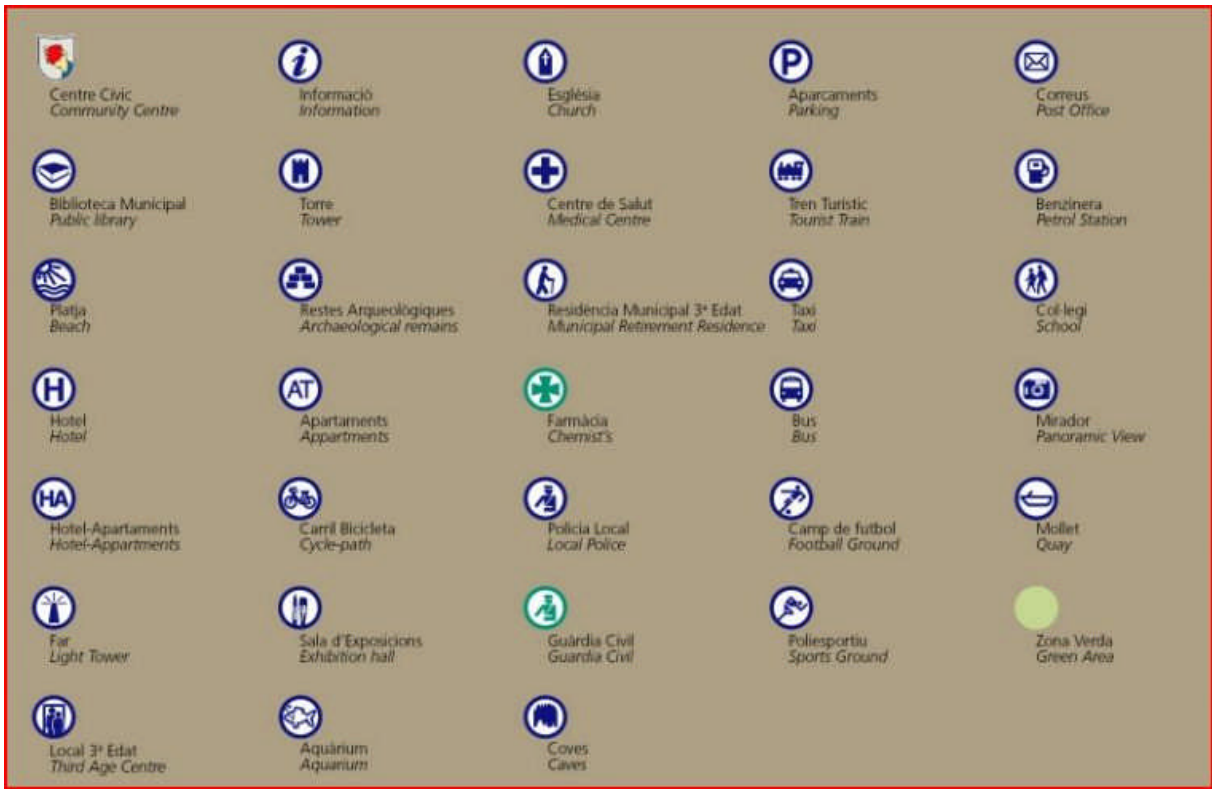 Centre Cívic
Community Centre
Informació
Information
Església
Church
P
Aparcaments
Parking
Correus
Post Office
Biblioteca Municipal
Public library
Torre
Tower
Centre de Salut
Medical Centre
Tren Turístic
Tourist Train
Benzinera
Petrol Station
Platja
Beach
Restes Arqueològiques
Archaeological remains
Residència Municipal 3ª Edat
Municipal Retirement Residence
Taxi
Taxi
Col·legi
School
H
Hotel
Hotel
AT
Apartaments
Appartments
Farmàcia
Chemist's
Bus
Bus
Mirador
Panoramic View
HA
Hotel-Apartaments
Hotel-Appartments
Carril Bicicleta
Cycle-path
Policia Local
Local Police
Camp de futbol
Football Ground
Mollet
Quay
Far
Light Tower
Sala d'Exposicions
Exhibition hall
Guàrdia Civil
Guardia Civil
Poliesportiu
Sports Ground
Zona Verda
Green Area
Local 3ª Edat
Third Age Centre
Aquàrium
Aquarium
Coves
Caves